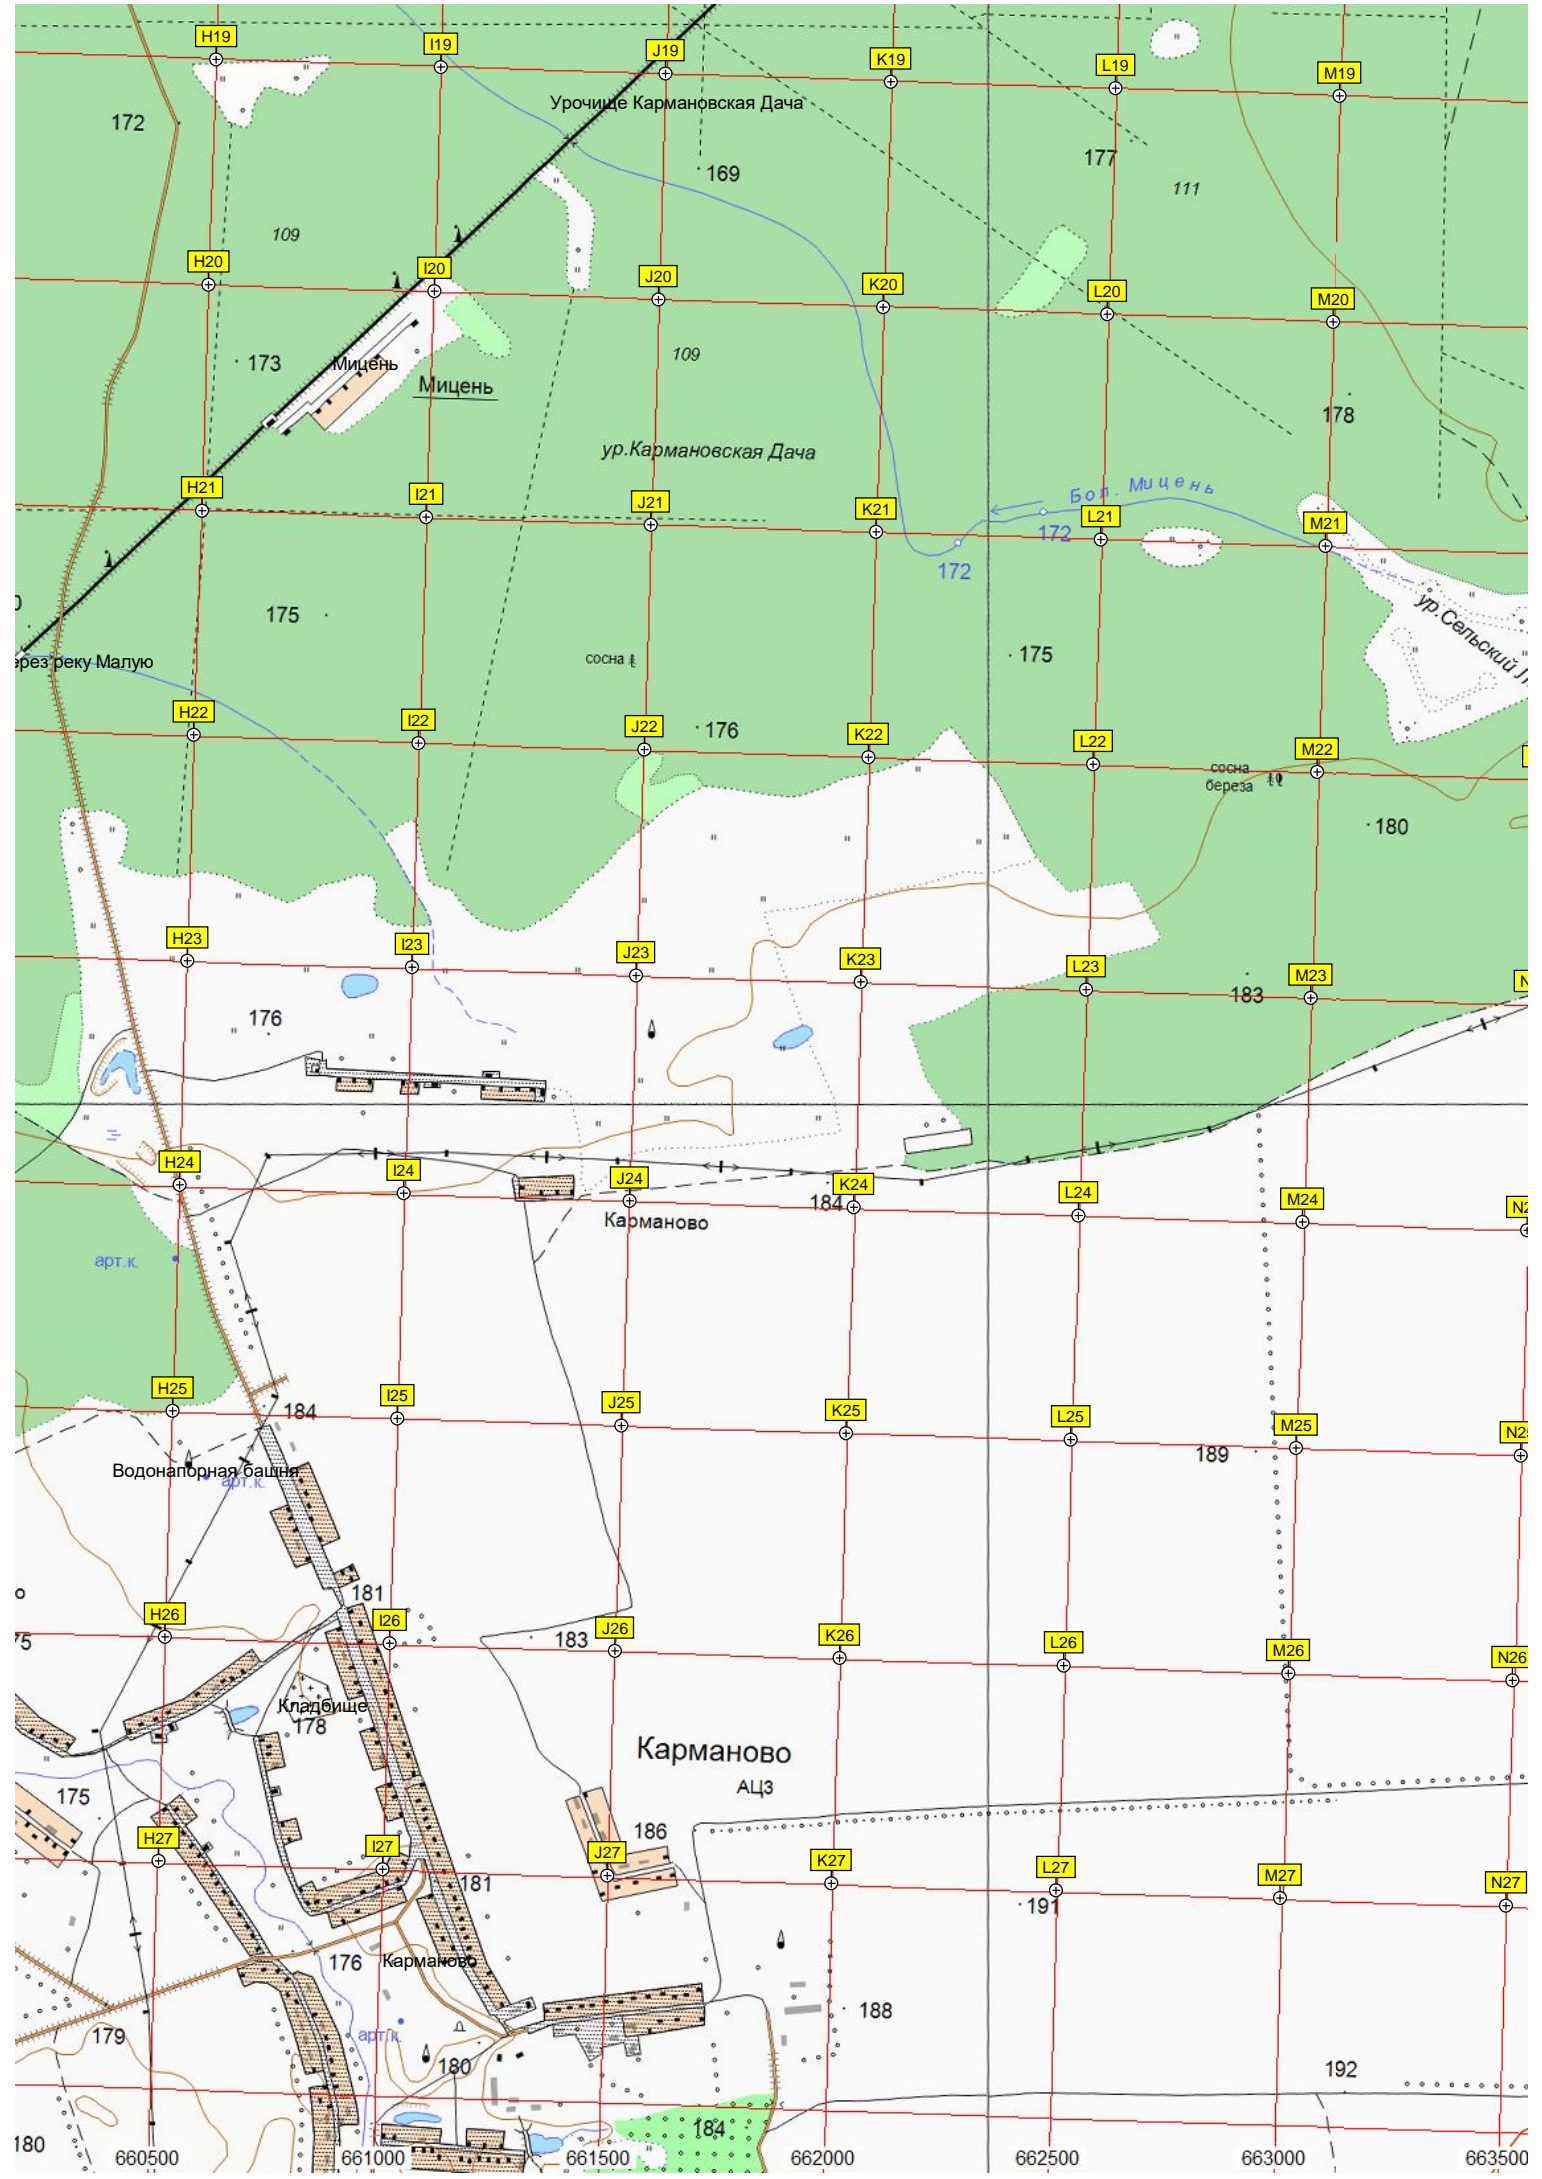 H19
I19
J19
K19
L19
M19
Урочище Кармановская Дача
172
169
177
111
109
H20
I20
J20
K20
L20
M20
173
Мицень
Мицень
109
178
ур.Кармановская Дача
H21
I21
J21
K21
L21
M21
Бол. Мицень
172
172
175
сосна
175
ур.Сельский
через реку Малую
H22
I22
J22
K22
L22
M22
176
сосна
береза
180
H23
I23
J23
K23
L23
M23
N
176
183
H24
I24
J24
K24
L24
M24
N2
184
Карманово
арт.к.
H25
I25
J25
K25
L25
M25
N25
184
189
Водонапорная башня
арт.к.
181
о
75
H26
I26
J26
K26
L26
M26
N26
183
Кладбище
178
Карманово
АЦЗ
175
186
H27
I27
J27
K27
L27
M27
N27
181
191
176
Карманово
188
179
арт.к.
180
192
184
180
660500
661000
661500
662000
662500
663000
663500